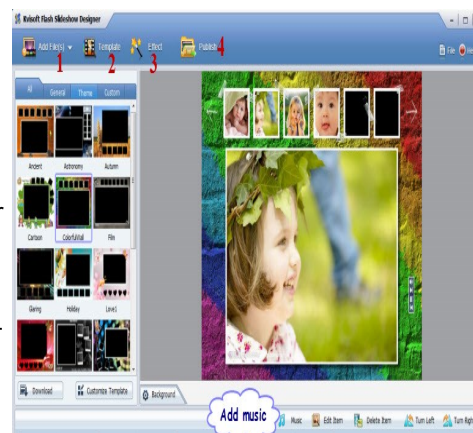 Rvisoft Flash Slideshow Designer
Add File(s) Template Effect Publish
1 2 3 4
File
All General Theme Custom
Ancient Astronomy Autumn
Cartoon ColorfulWall Film
Glaring Holiday Love1
Download Customize Template Background
Add music
Music Edit Item Delete Item Turn Left Turn Righ